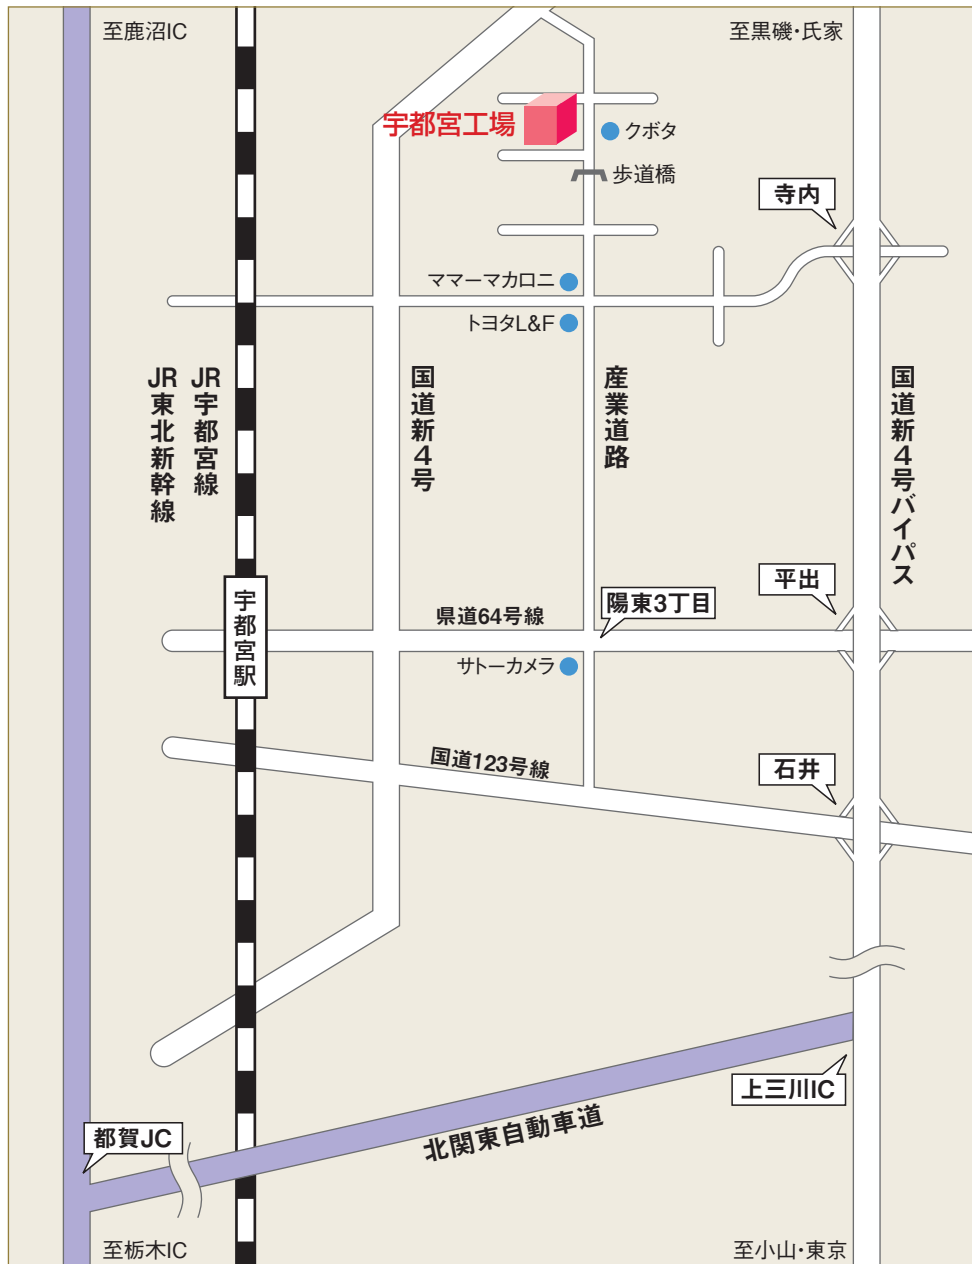 至鹿沼IC
至黒磯・氏家
宇都宮工場
クボタ
歩道橋
寺内
ママーマカロニ
トヨタL&F
JR東北新幹線
JR宇都宮線
国道新4号
産業道路
国道新4号バイパス
平出
宇都宮駅
県道64号線
陽東3丁目
サトーカメラ
国道123号線
石井
上三川IC
都賀JC
北関東自動車道
至栃木IC
至小山・東京